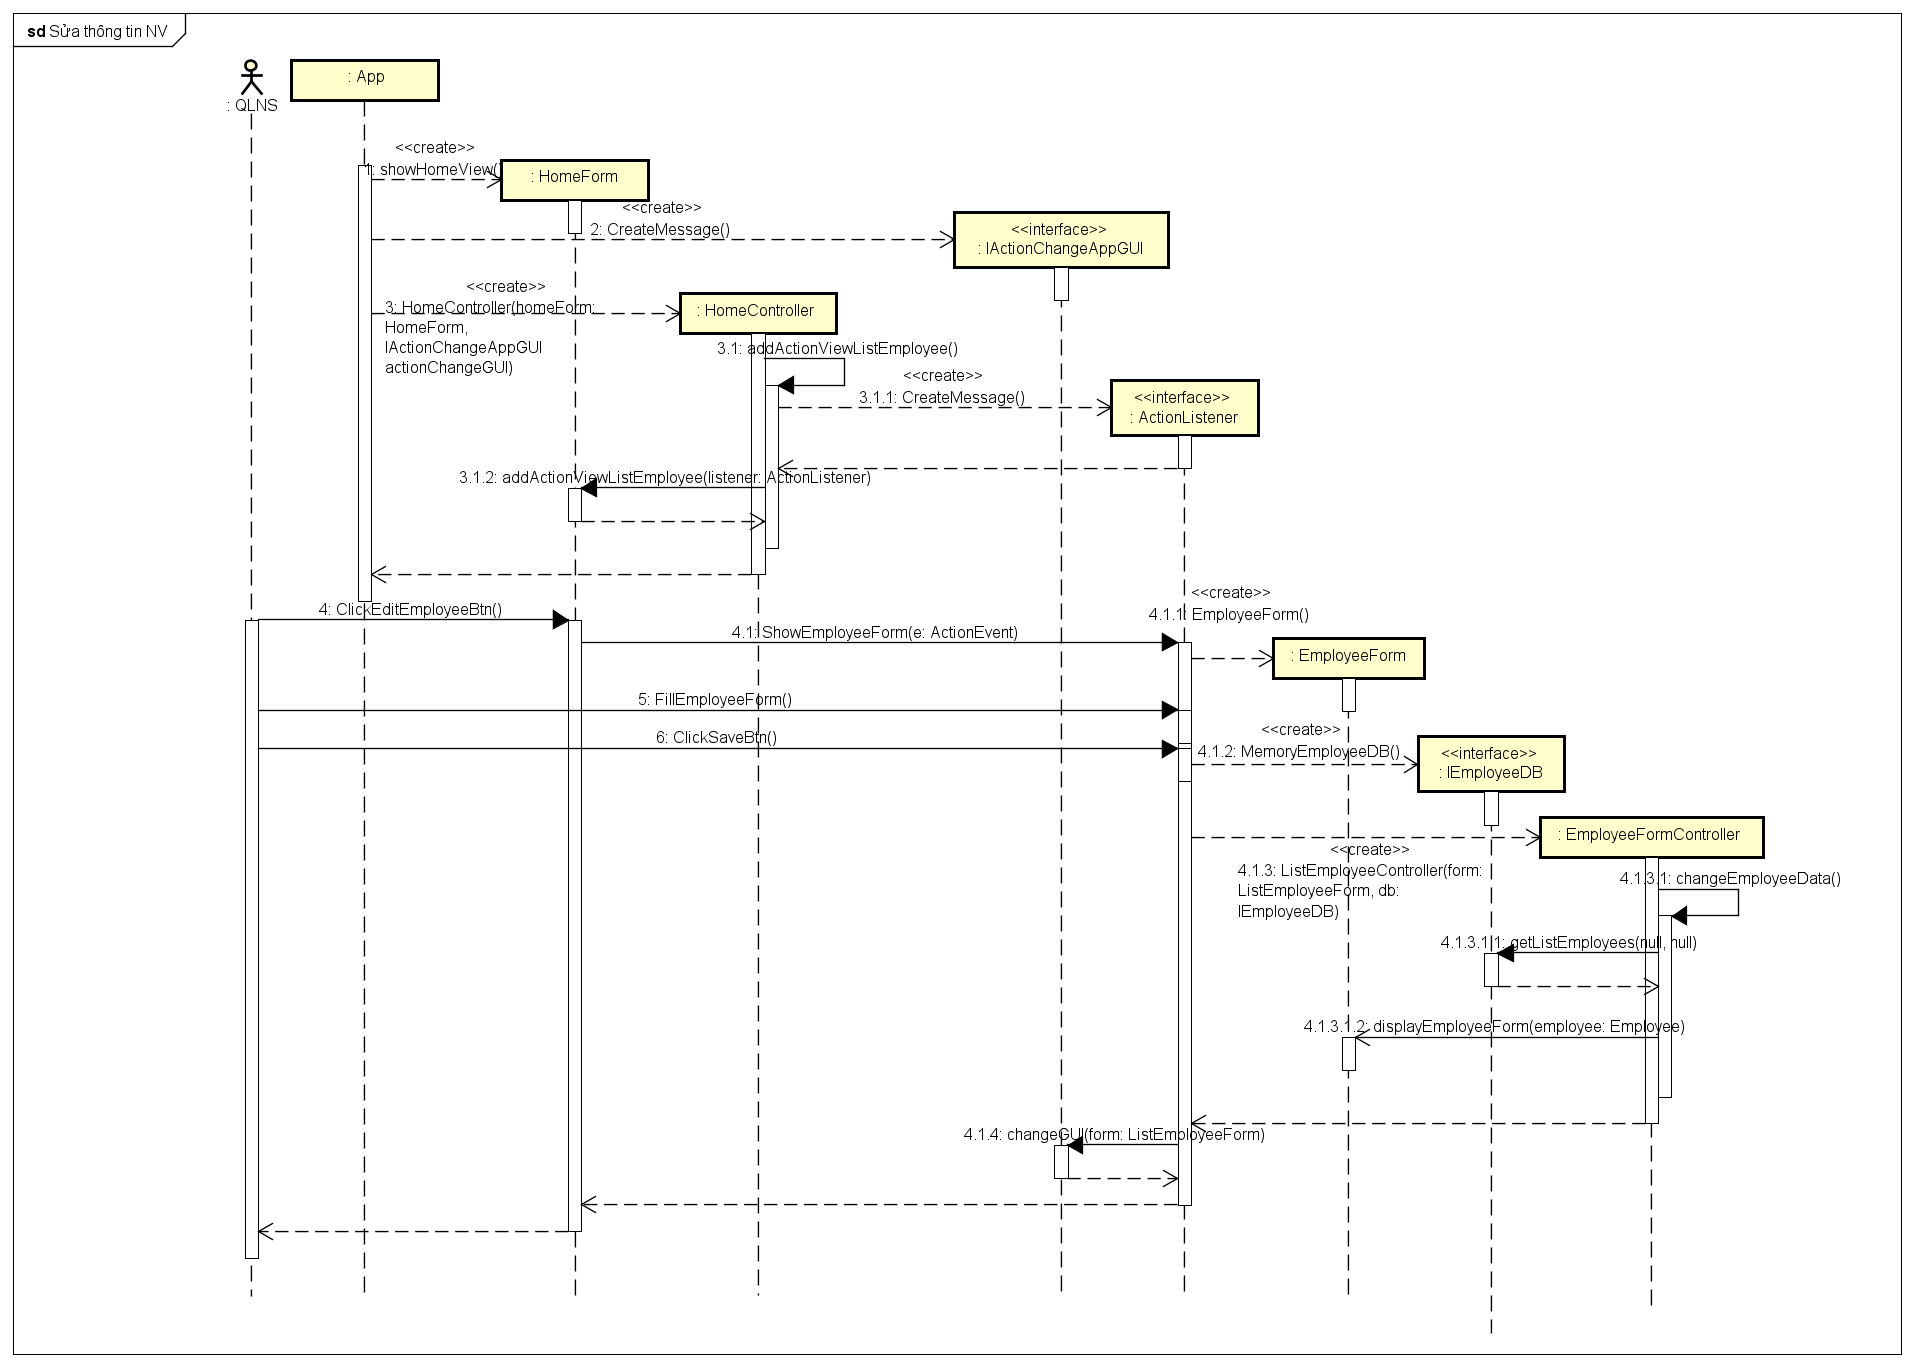 sd Sửa thông tin NV
: QLNS
: App
<<create>>
1: showHomeView()
: HomeForm
<<create>>
2: CreateMessage()
<<interface>>
: IActionChangeAppGUI
<<create>>
3: HomeController(homeForm:
HomeForm,
IActionChangeAppGUI
actionChangeGUI)
: HomeController
3.1: addActionViewListEmployee()
<<create>>
3.1.1: CreateMessage()
<<interface>>
: ActionListener
3.1.2: addActionViewListEmployee(listener: ActionListener)
4: ClickEditEmployeeBtn()
4.1: ShowEmployeeForm(e: ActionEvent)
<<create>>
4.1.1: EmployeeForm()
: EmployeeForm
5: FillEmployeeForm()
6: ClickSaveBtn()
<<create>>
4.1.2: MemoryEmployeeDB()
<<interface>>
: IEmployeeDB
: EmployeeFormController
<<create>>
4.1.3: ListEmployeeController(form:
ListEmployeeForm, db:
IEmployeeDB)
4.1.3.1: changeEmployeeData()
4.1.3.1.1: getListEmployees(null, null)
4.1.3.1.2: displayEmployeeForm(employee: Employee)
4.1.4: changeGUI(form: ListEmployeeForm)